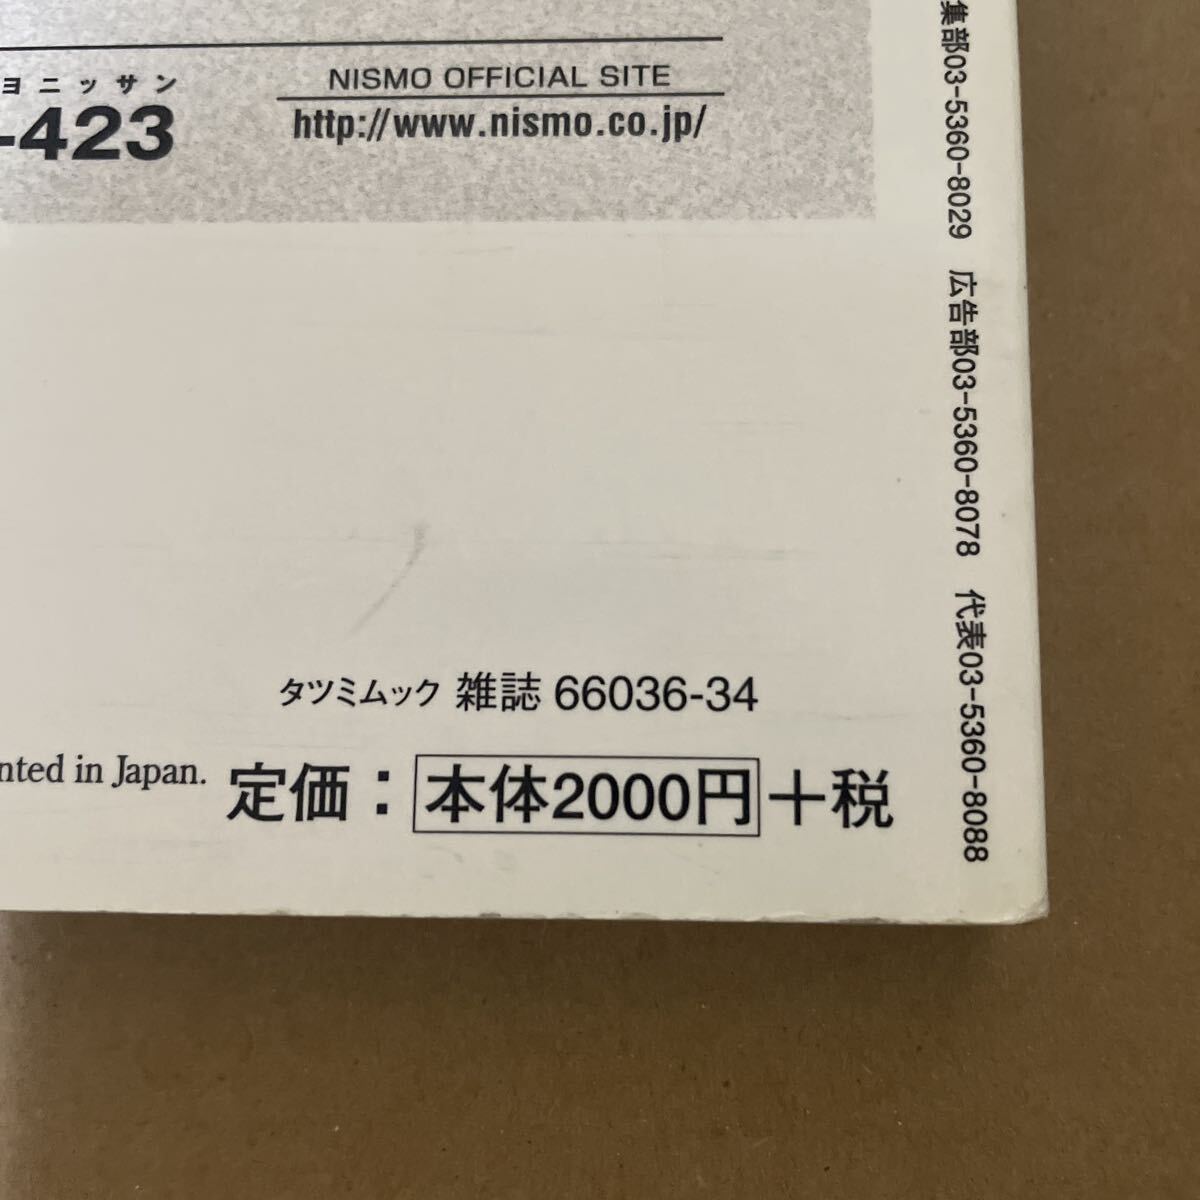 ヨニッサン
-423
NISMO OFFICIAL SITE
http://www.nismo.co.jp/
集部03-5360-8029 広告部03-5360-8078 代表03-5360-8088
タツミムック 雑誌 66036-34
nted in Japan.
定価：本体2000円＋税